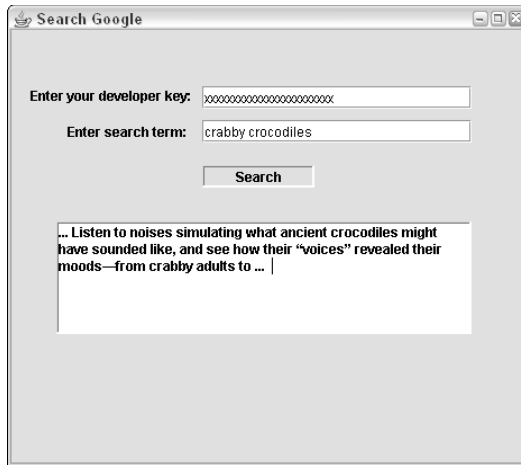 Search Google
Enter your developer key: xxxxxxxxxxxxxxxxxxxxxxx
Enter search term: crabby crocodiles
Search
... Listen to noises simulating what ancient crocodiles might
have sounded like, and see how their “voices” revealed their
moods—from crabby adults to ...